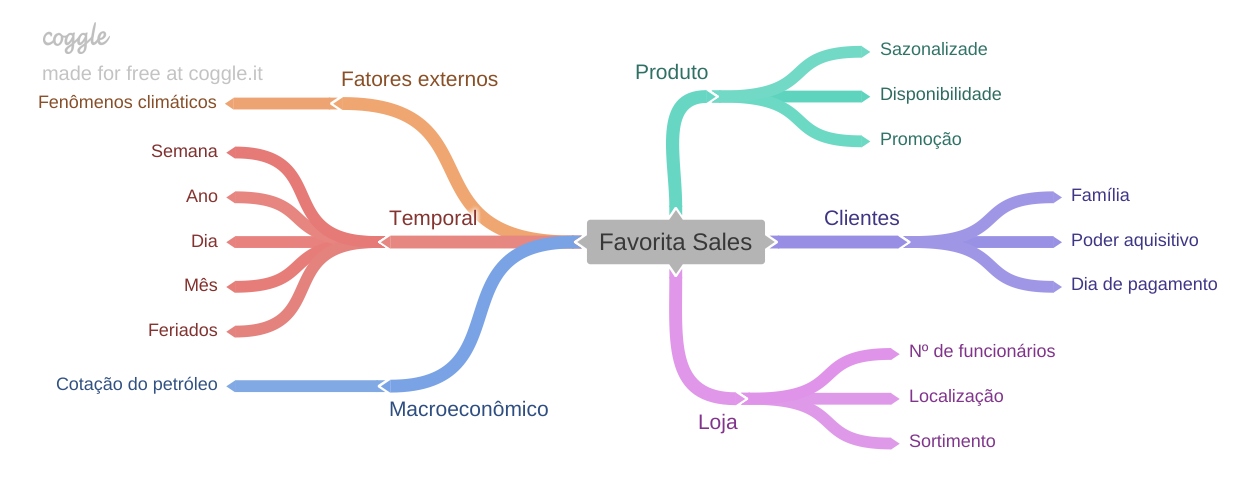 coggle
made for free at coggle.it
Fatores externos
Fenômenos climáticos
Semana
Ano
Dia
Mês
Feriados
Temporal
Cotação do petróleo
Macroeconômico
Favorita Sales
Produto
Sazonalizade
Disponibilidade
Promoção
Clientes
Família
Poder aquisitivo
Dia de pagamento
Loja
Nº de funcionários
Localização
Sortimento